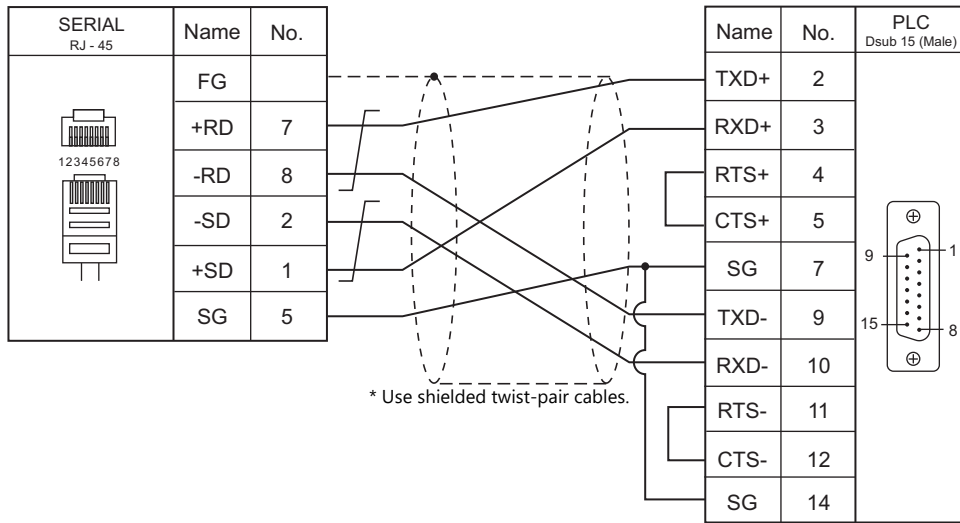 SERIAL
RJ - 45
Name No.
FG
+RD 7
-RD 8
-SD 2
+SD 1
SG 5
12345678
* Use shielded twist-pair cables.
Name No.
TXD+ 2
RXD+ 3
RTS+ 4
CTS+ 5
SG 7
TXD- 9
RXD- 10
RTS- 11
CTS- 12
SG 14
PLC
Dsub 15 (Male)
9 1
15 8